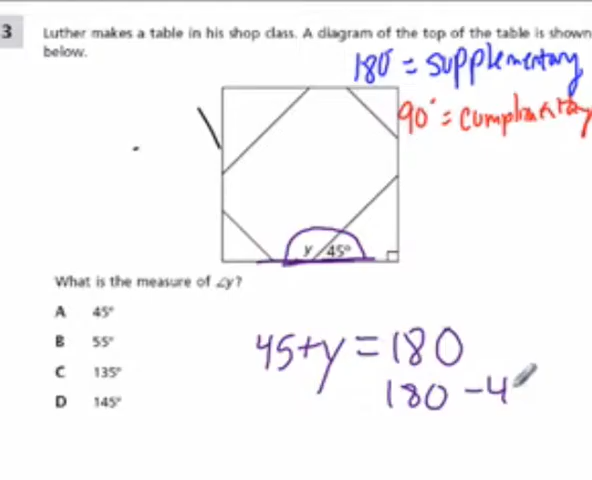 3
Luther makes a table in his shop class. A diagram of the top of the table is shown
below.
180° = supplementary
90° = complimentary
y 45°
What is the measure of ∠y?
A 45°
B 55°
C 135°
D 145°
45+y = 180
180 - 4